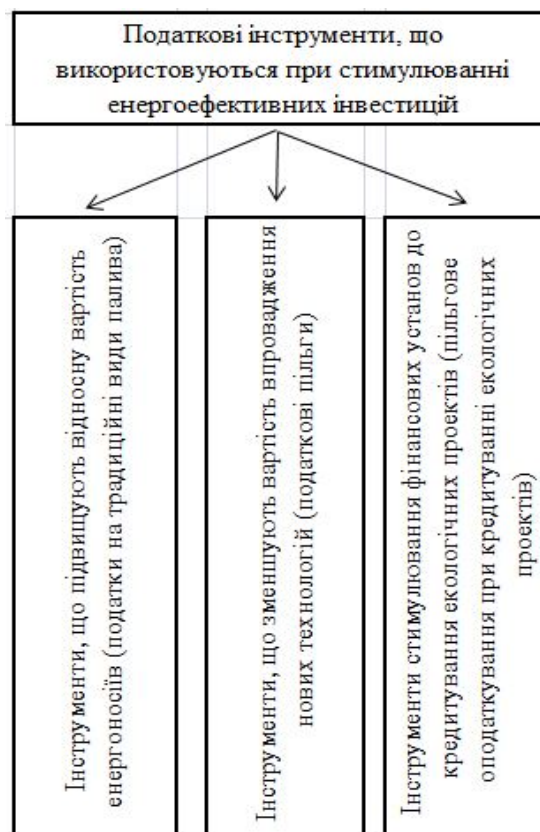 Податкові інструменти, що
використовуються при стимулюванні
енергоефективних інвестицій
Інструменти, що підвищують відносну вартість
енергоносіїв (податки на традиційні види палива)
Інструменти, що зменшують вартість впровадження
нових технологій (податкові пільги)
Інструменти стимулювання фінансових установ до
кредитування екологічних проектів (пільгове
оподаткування при кредитуванні екологічних
проектів)